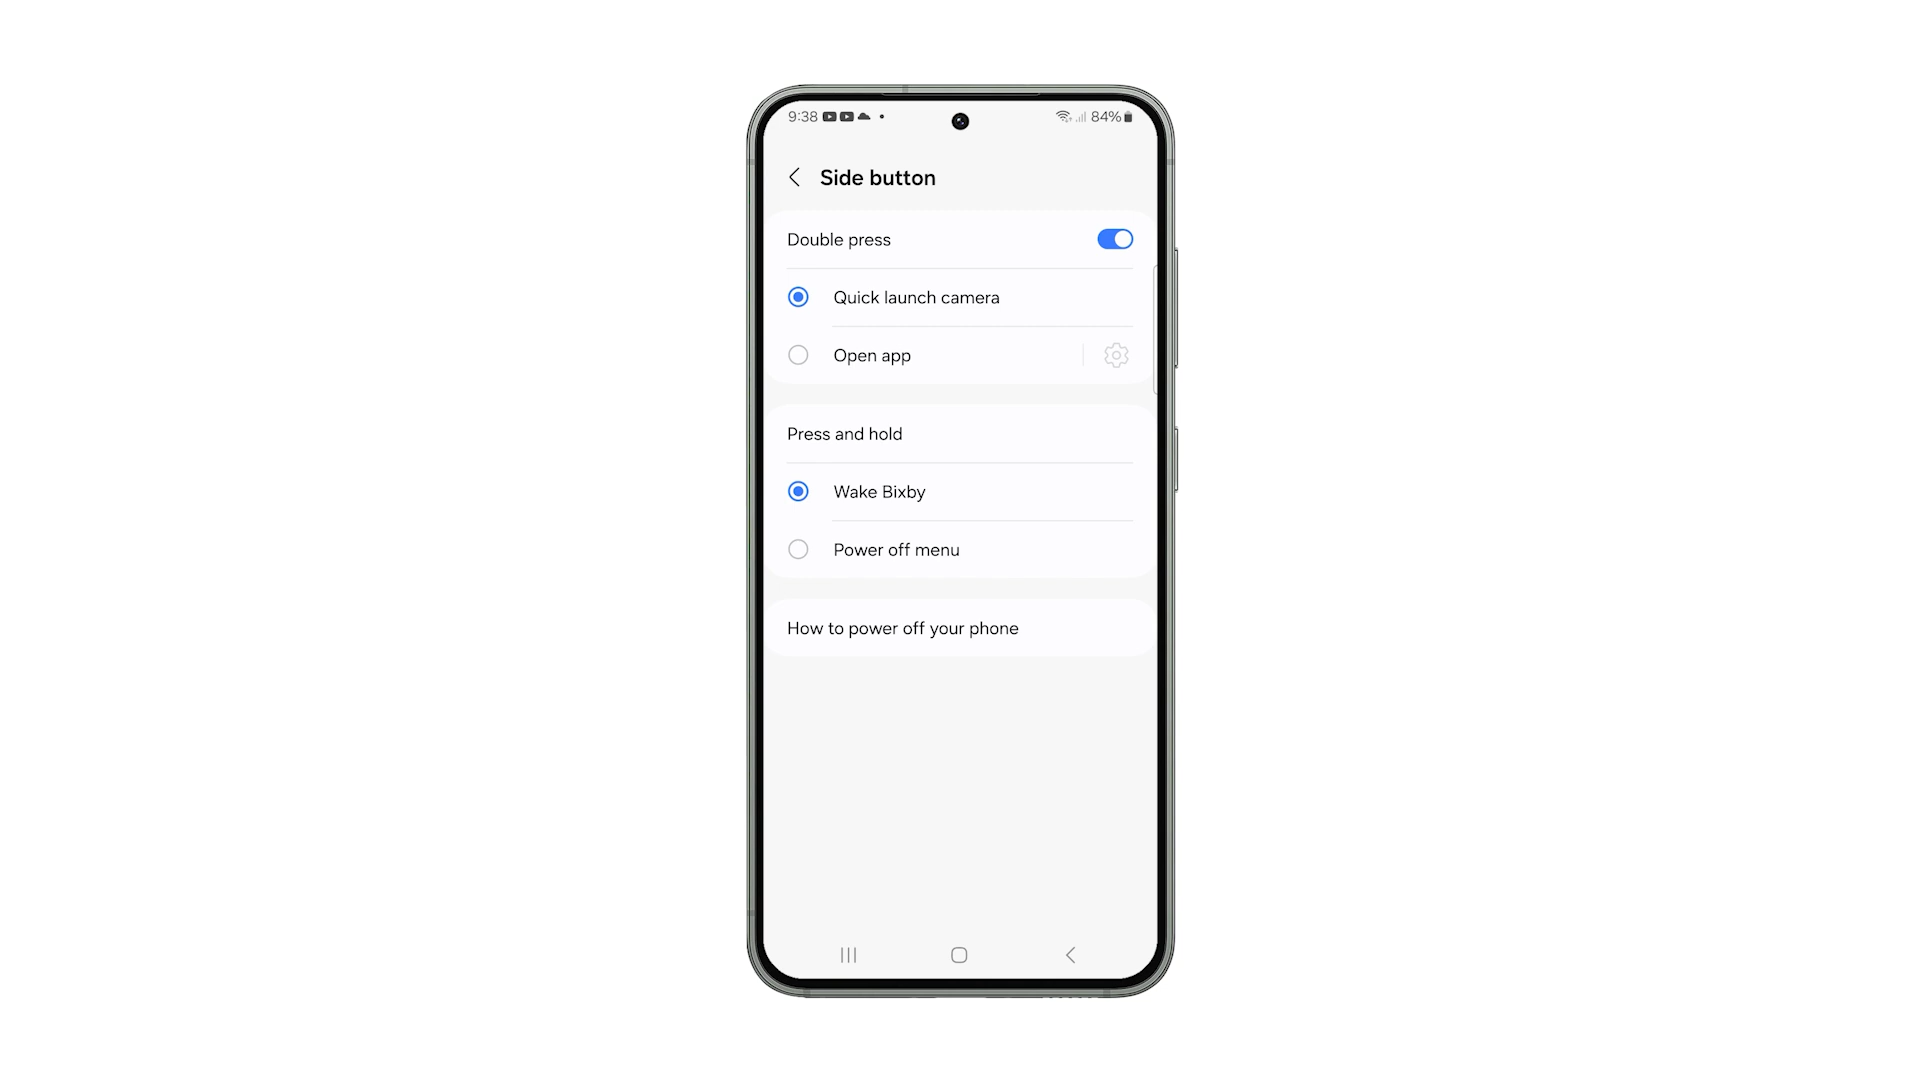 9:38 84%
Side button
Double press
Quick launch camera
Open app
Press and hold
Wake Bixby
Power off menu
How to power off your phone